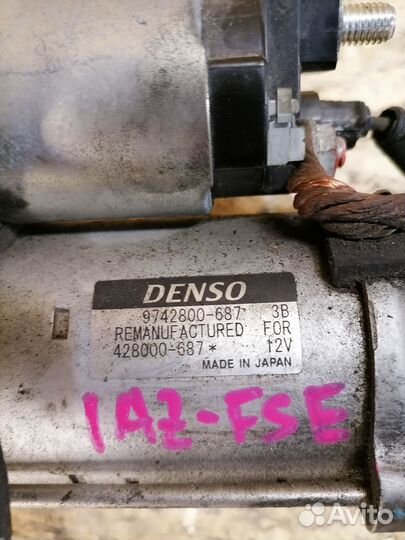 DENSO
9742800-687 3B
REMANUFACTURED FOR
428000-687* 12V
MADE IN JAPAN
1AZ-FSE
Avito